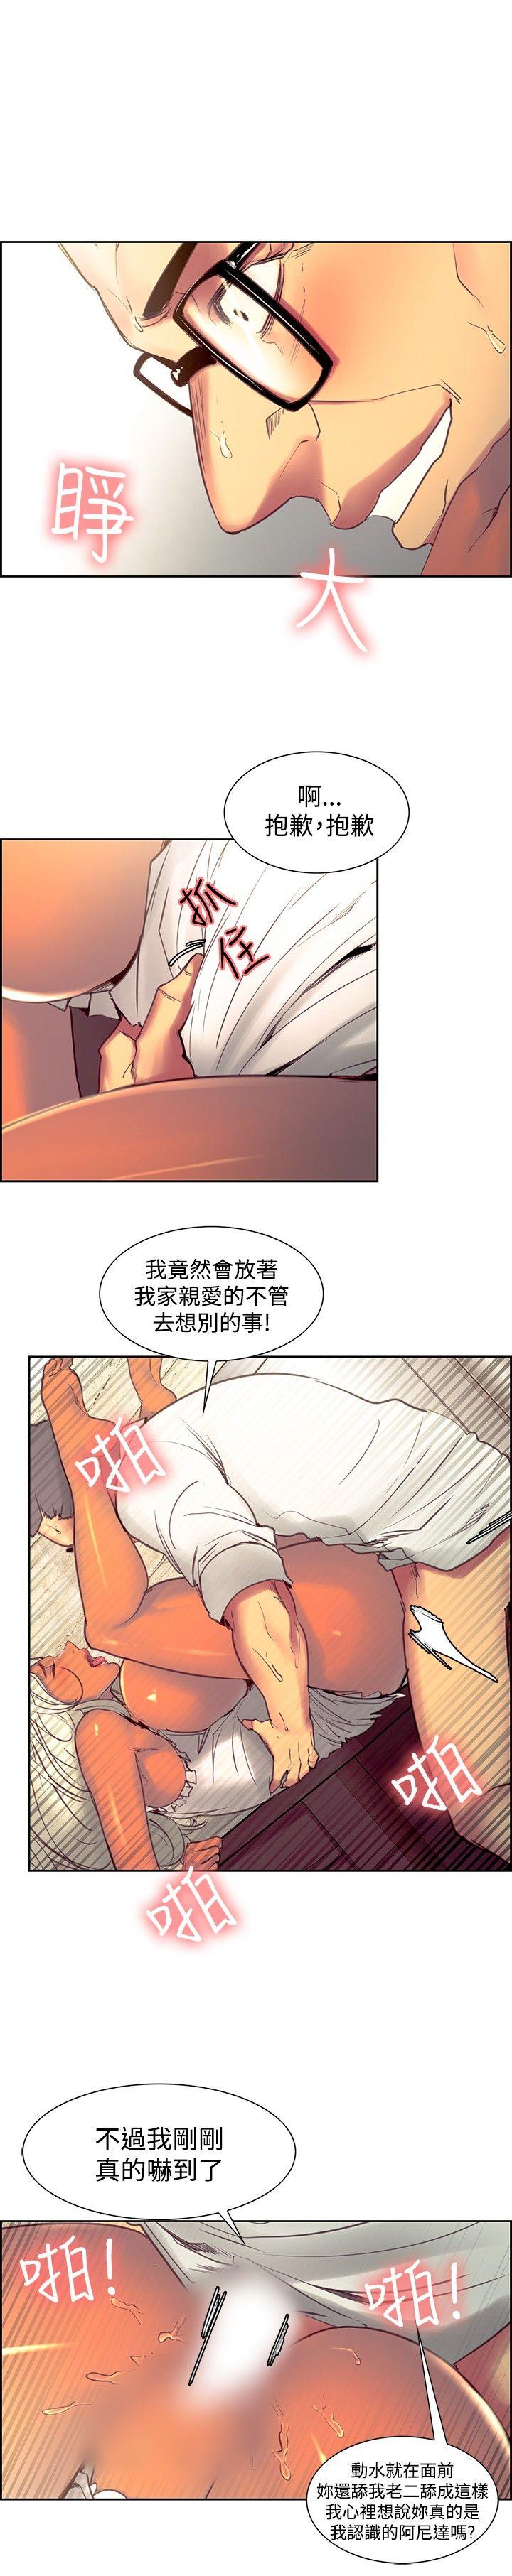 睜
大
啊…
抱歉,抱歉
抓
住
我竟然會放著
我家親愛的不管
去想別的事!
啪
啪
啪
不過我剛剛
真的嚇到了
啪!
啪!
動水就在面前
妳還舔我老二舔成這樣
我心裡想說妳真的是
我認識的阿尼達嗎?